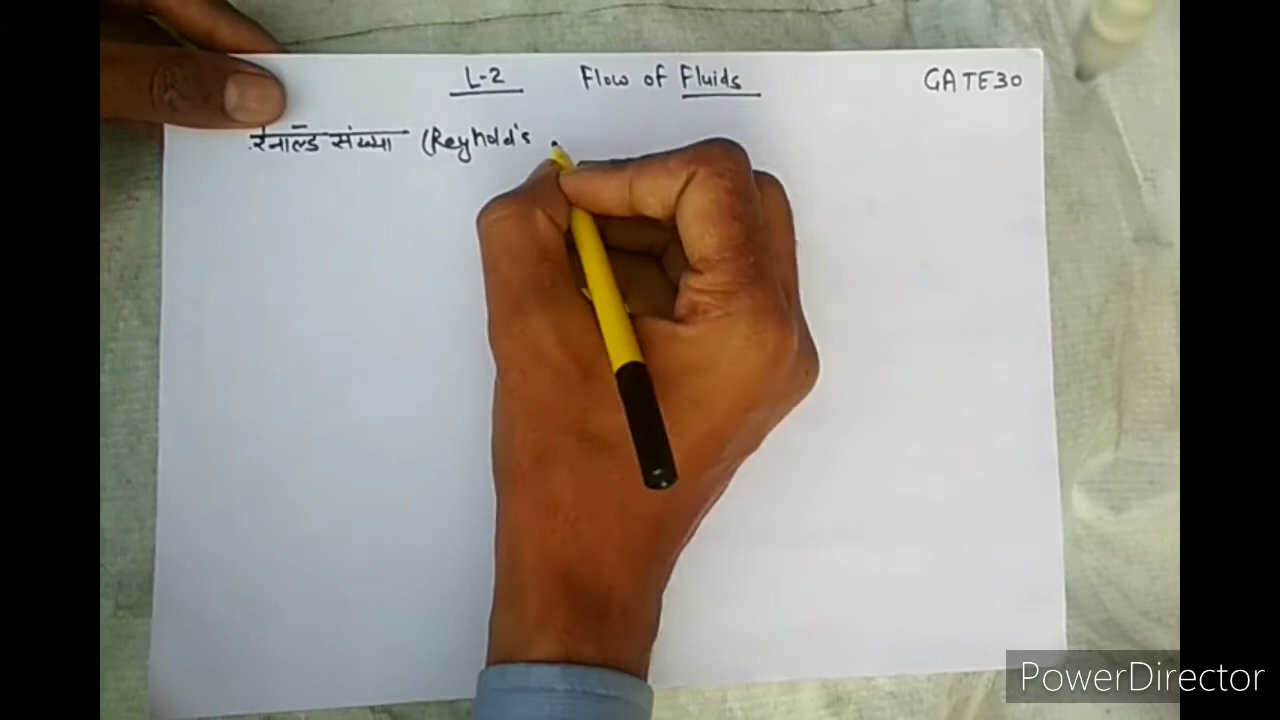 L-2 Flow of Fluids GATE30
रेनाल्ड संख्या (Reynold's
PowerDirector